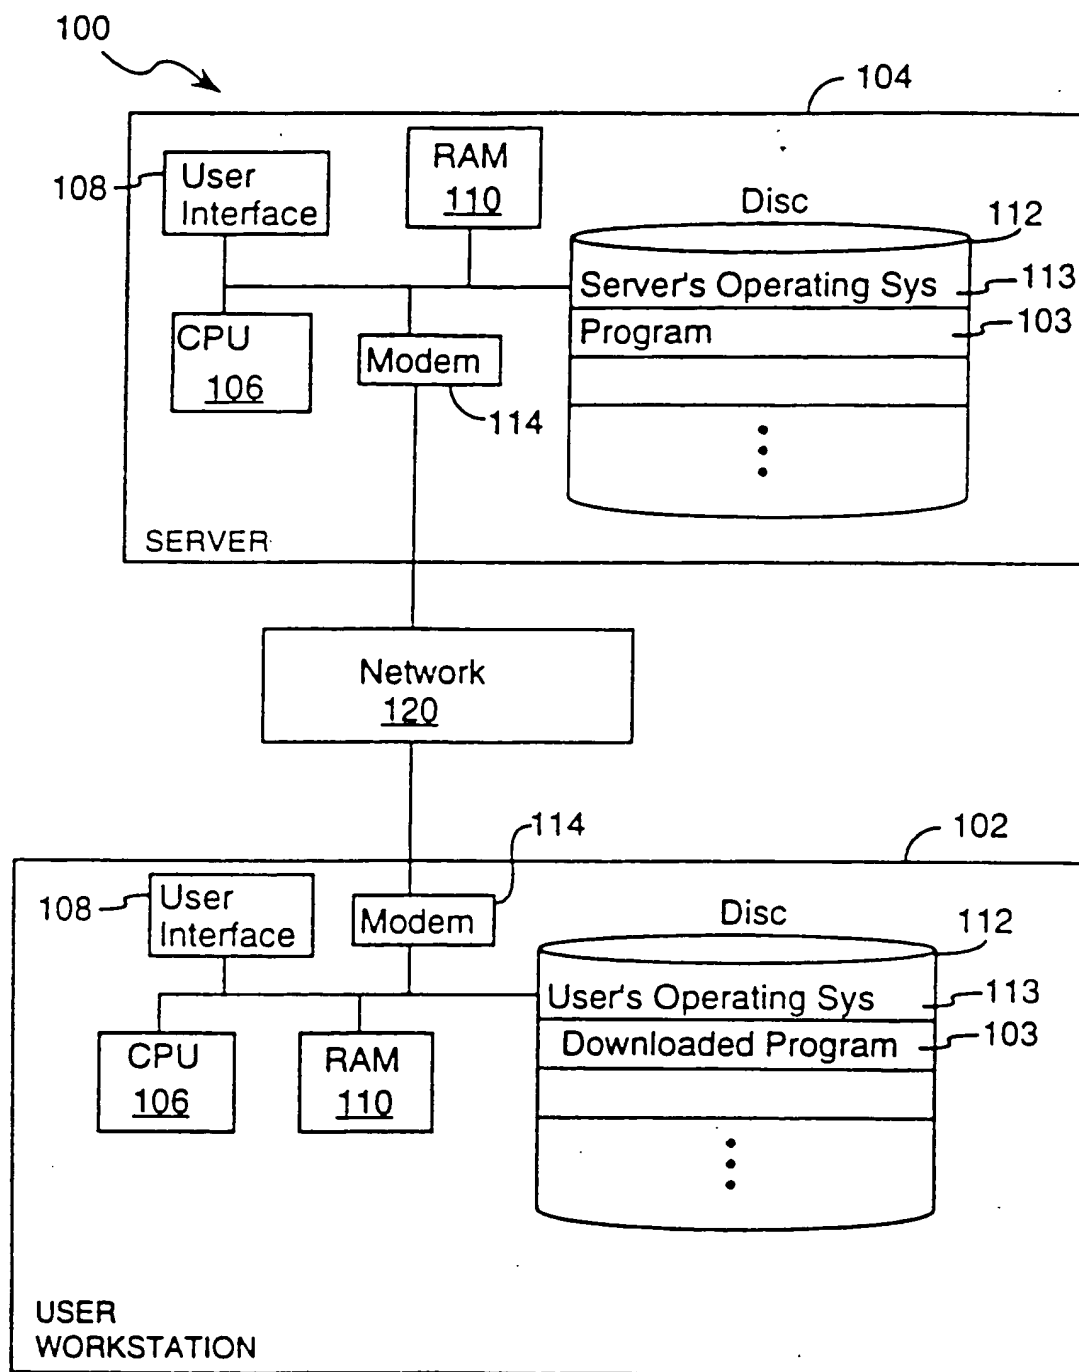 100
104
108
User
Interface
RAM
110
Disc
112
Server's Operating Sys
113
Program
103
CPU
106
Modem
114
SERVER
Network
120
102
114
108
User
Interface
Modem
Disc
112
User's Operating Sys
113
Downloaded Program
103
CPU
106
RAM
110
USER
WORKSTATION